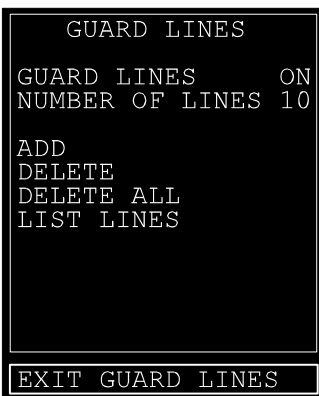 GUARD LINES
GUARD LINES ON
NUMBER OF LINES 10
ADD
DELETE
DELETE ALL
LIST LINES
EXIT GUARD LINES